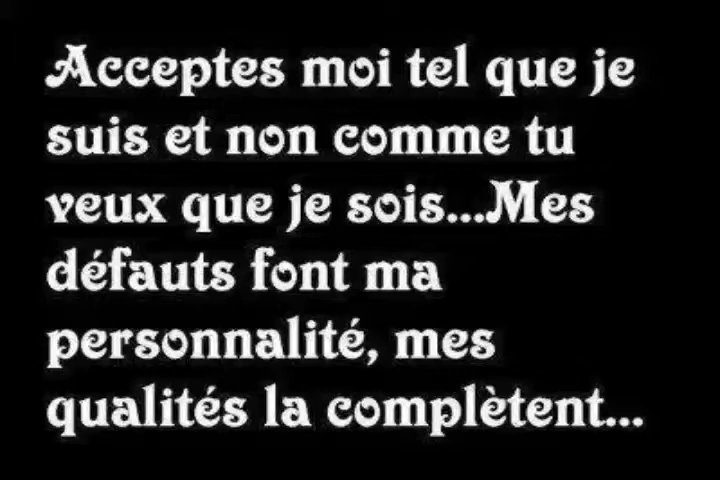 Acceptes moi tel que je
suis et non comme tu
veux que je sois...Mes
défauts font ma
personnalité, mes
qualités la complètent...